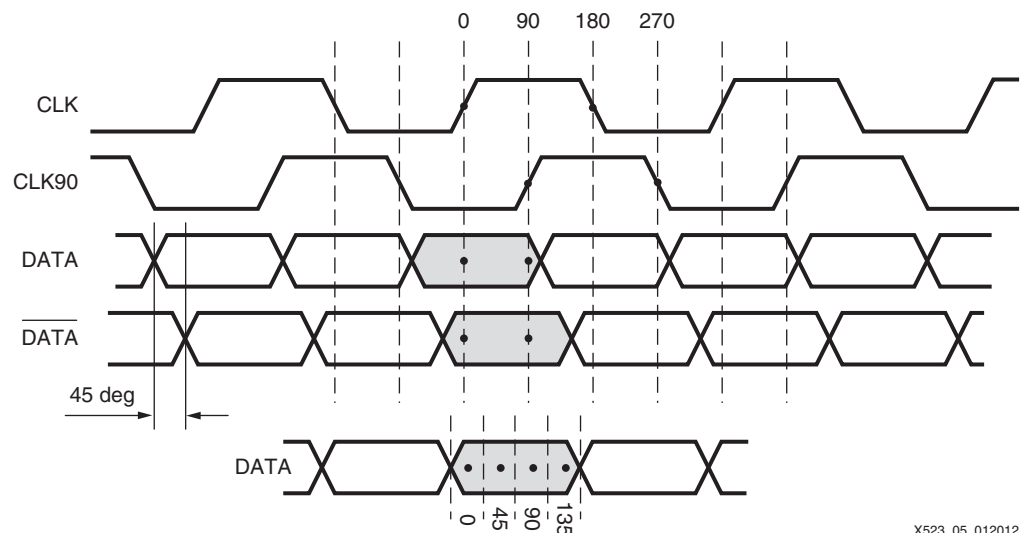 0 90 180 270
CLK
CLK90
DATA
DATA
45 deg
DATA
0 45 90 135
X523_05_012012